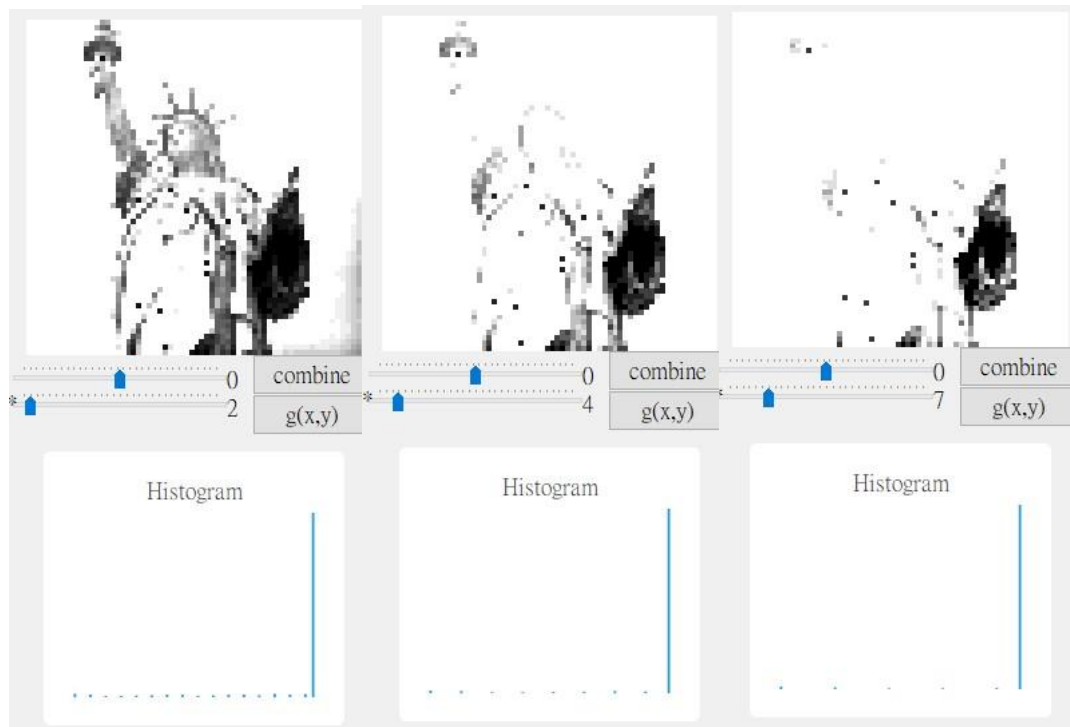 0
combine
*
2
g(x,y)
Histogram
0
combine
*
4
g(x,y)
Histogram
0
combine
*
7
g(x,y)
Histogram